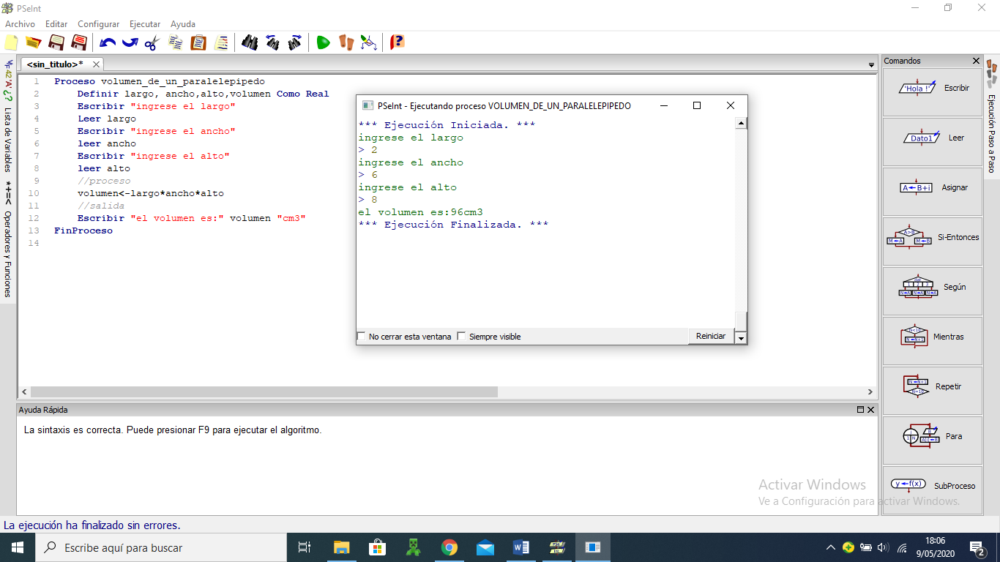 PSeInt
Archivo Editar Configurar Ejecutar Ayuda
<sin_titulo>*
1 Proceso volumen_de_un_paralelepipedo
2 Definir largo, ancho,alto,volumen Como Real
3 Escribir "ingrese el largo"
4 Leer largo
5 Escribir "ingrese el ancho"
6 leer ancho
7 Escribir "ingrese el alto"
8 leer alto
9 //proceso
10 volumen<-largo*ancho*alto
11 //salida
12 Escribir "el volumen es:" volumen "cm3"
13 FinProceso
14
Lista de Variables
Operadores y Funciones
PSeInt - Ejecutando proceso VOLUMEN_DE_UN_PARALELEPIPEDO
*** Ejecución Iniciada. ***
ingrese el largo
> 2
ingrese el ancho
> 6
ingrese el alto
> 8
el volumen es:96cm3
*** Ejecución Finalizada. ***
No cerrar esta ventana Siempre visible Reiniciar
Comandos
'Hola !' Escribir
Dato1 Leer
A←B+i Asignar
A>B M←A M←B Si-Entonces
Según
Mientras
Repetir
Para
y←f(x) SubProceso
Ejecución Paso a Paso
Ayuda Rápida
La sintaxis es correcta. Puede presionar F9 para ejecutar el algoritmo.
Activar Windows
Ve a Configuración para activar Windows.
La ejecución ha finalizado sin errores.
Escribe aquí para buscar
18:06
9/05/2020
2